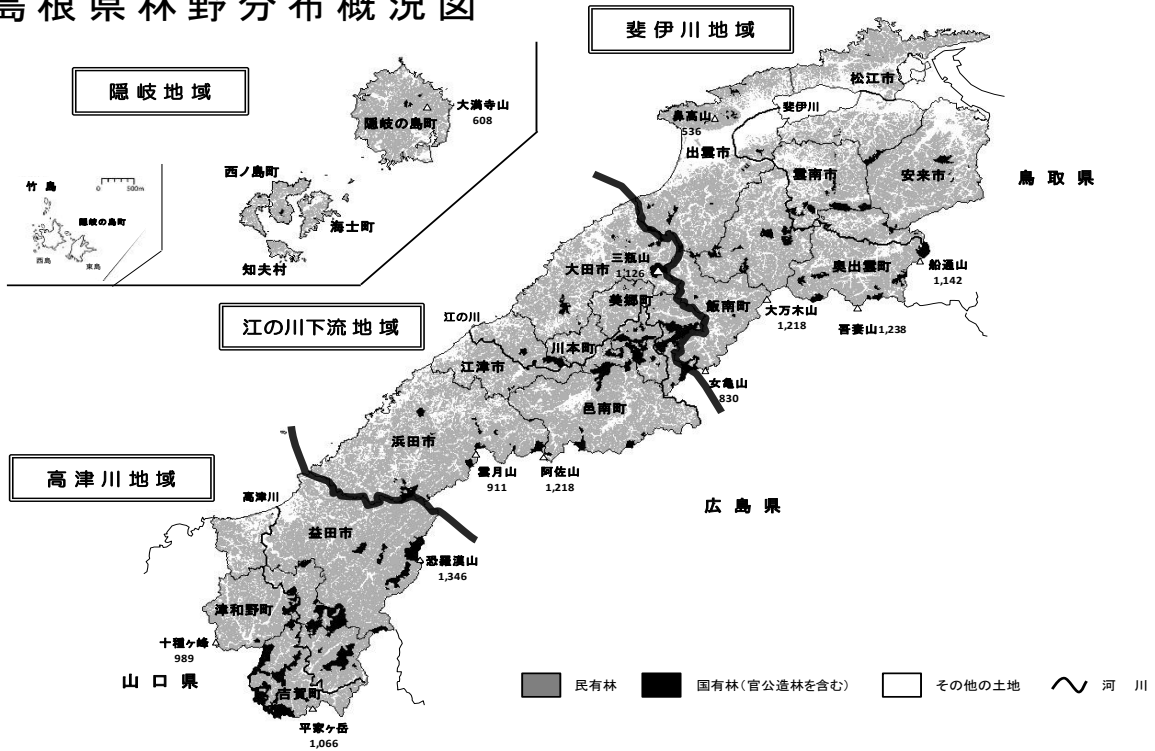 島根県林野分布概況図
斐伊川地域
隠岐地域
大満寺山
608
隠岐の島町
西ノ島町
海士町
知夫村
竹島
0 500m
隠岐の島町
西島
東島
松江市
斐伊川
鼻高山
536
出雲市
雲南市
安来市
鳥取県
奥出雲町
船通山
1,142
大田市
三瓶山
1,126
美郷町
飯南町
大万木山
1,218
吾妻山1,238
江の川下流地域
江の川
川本町
江津市
女亀山
830
邑南町
浜田市
雲月山
911
阿佐山
1,218
広島県
高津川地域
高津川
益田市
恐羅漢山
1,346
津和野町
十種ヶ峰
989
山口県
吉賀町
平家ヶ岳
1,066
民有林
国有林(官公造林を含む)
その他の土地
河川